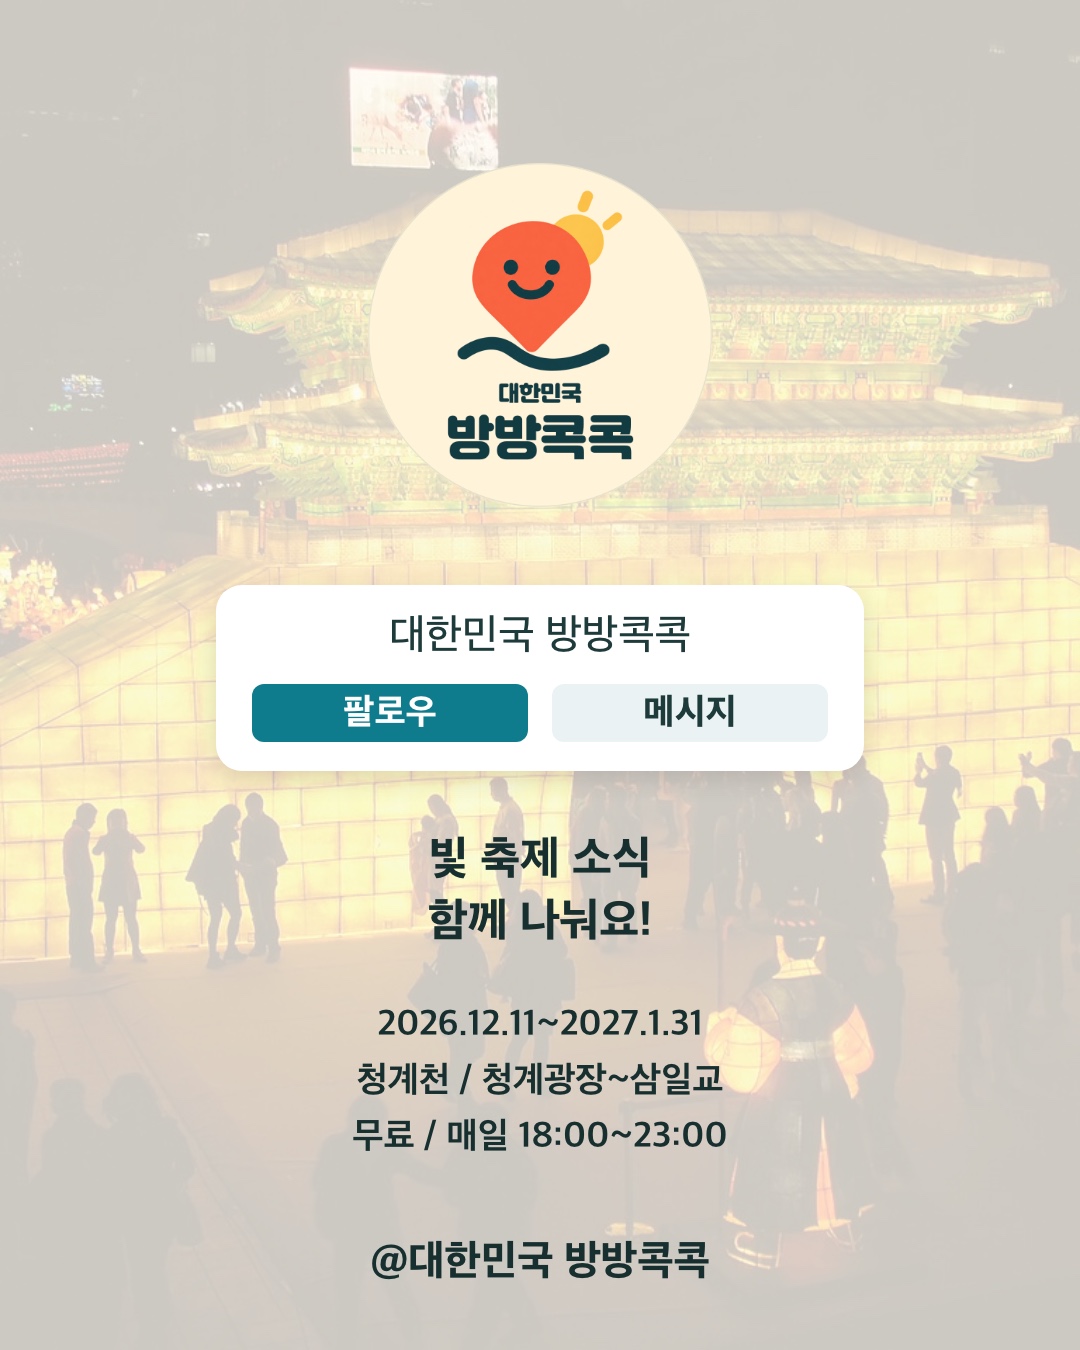 대한민국
방방콕콕
대한민국 방방콕콕
팔로우
메시지
빛 축제 소식
함께 나눠요!
2026.12.11~2027.1.31
청계천 / 청계광장~삼일교
무료 / 매일 18:00~23:00
@대한민국 방방콕콕